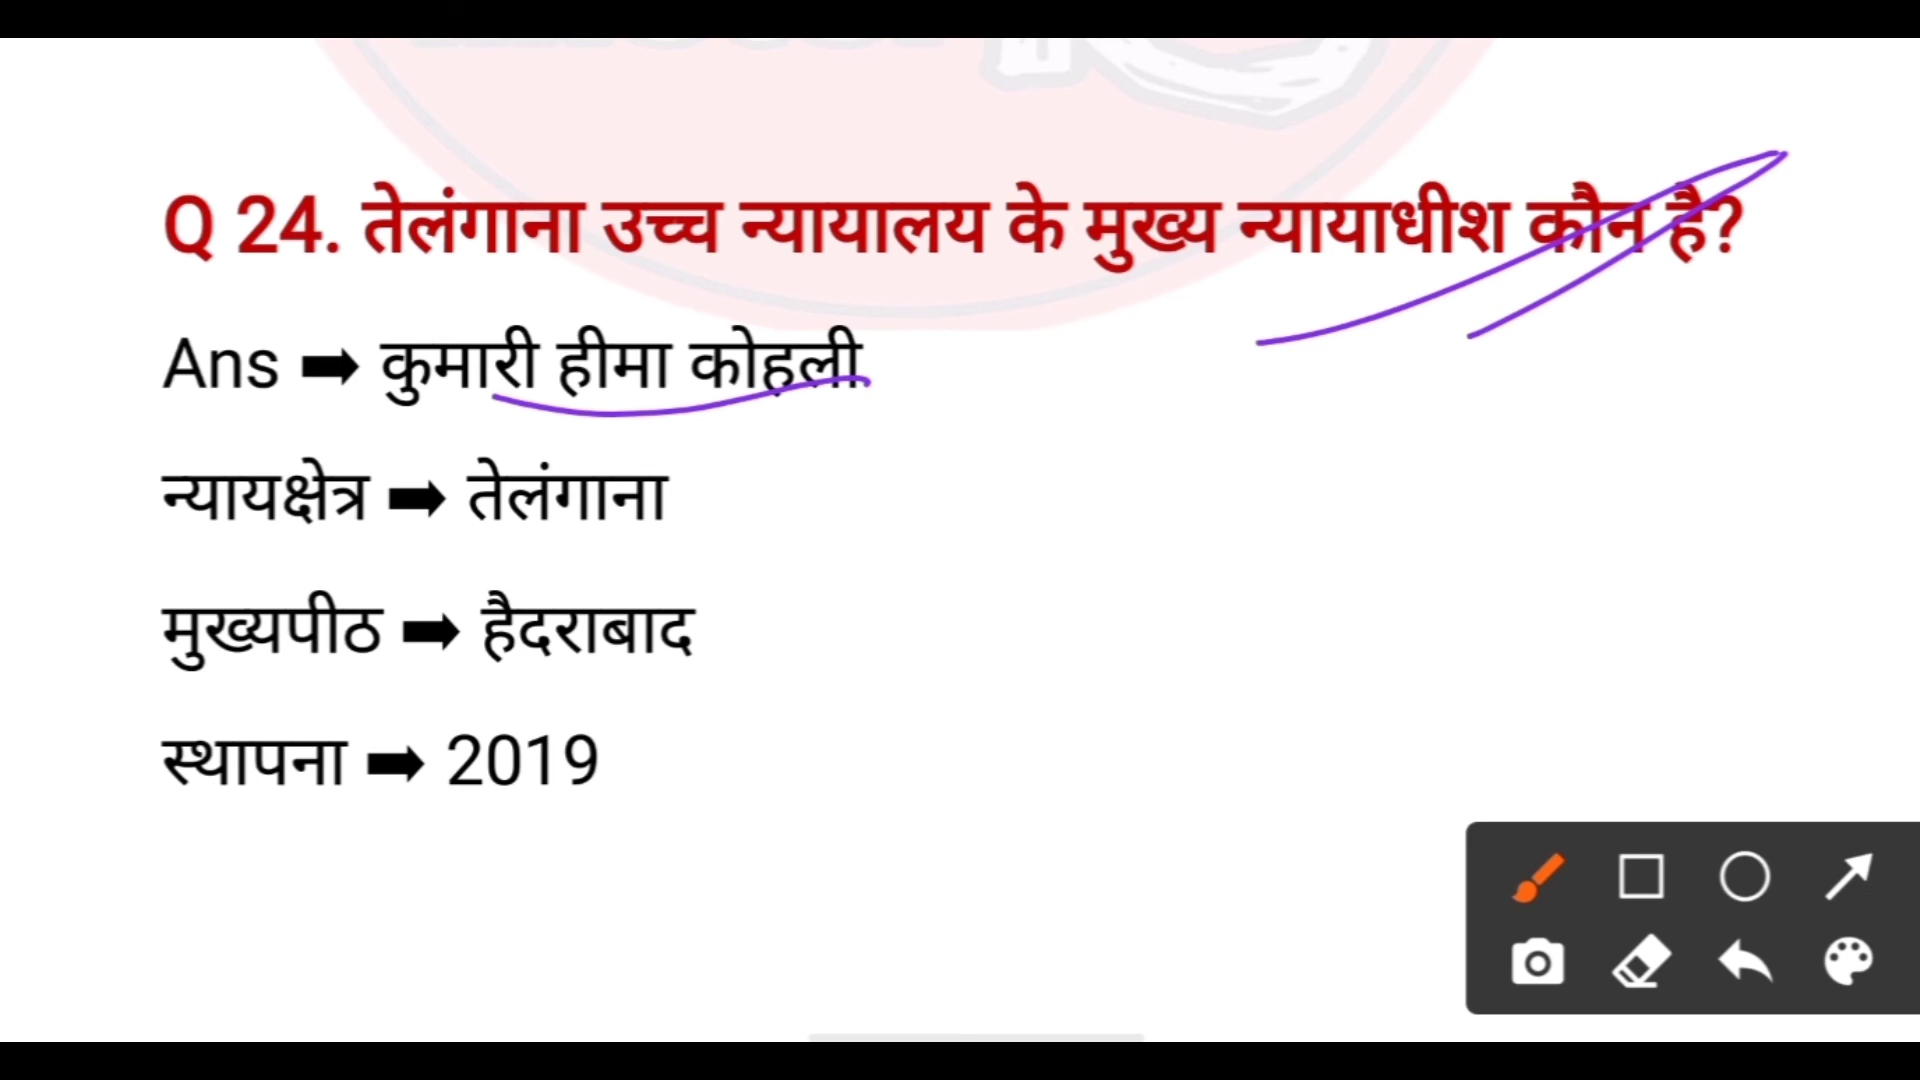 Q 24. तेलंगाना उच्च न्यायालय के मुख्य न्यायाधीश कौन है?
Ans ➡ कुमारी हीमा कोहली
न्यायक्षेत्र ➡ तेलंगाना
मुख्यपीठ ➡ हैदराबाद
स्थापना ➡ 2019